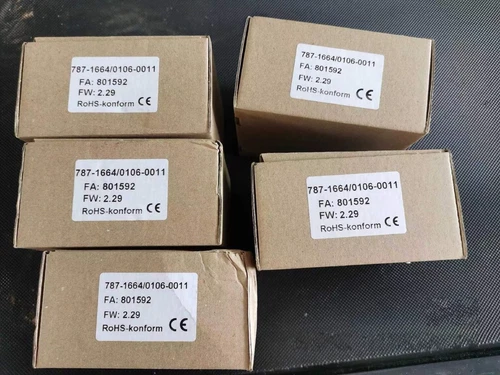 787-1664/0106-0011
FA: 801592
FW: 2.29
RoHS-konform CE
787-1664/0106-0011
FA: 801592
FW: 2.29
RoHS-konform CE
787-1664/0106-0011
FA: 801592
FW: 2.29
RoHS-konform CE
787-1664/0106-0011
FA: 801592
FW: 2.29
RoHS-konform CE
787-1664/0106-0011
FA: 801592
FW: 2.29
RoHS-konform CE